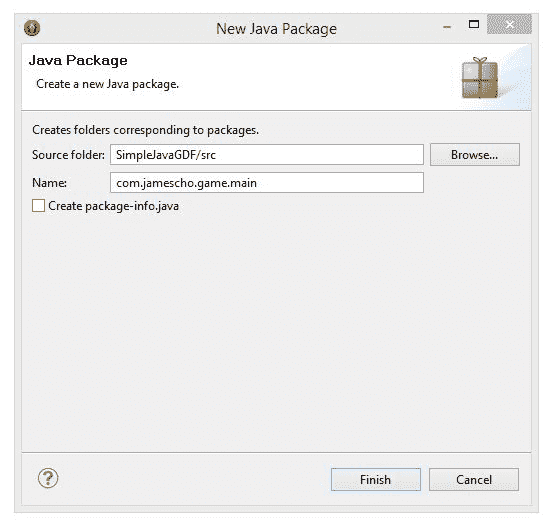 New Java Package
Java Package
Create a new Java package.
Creates folders corresponding to packages.
Source folder: SimpleJavaGDF/src Browse...
Name: com.jamescho.game.main
Create package-info.java
? Finish Cancel